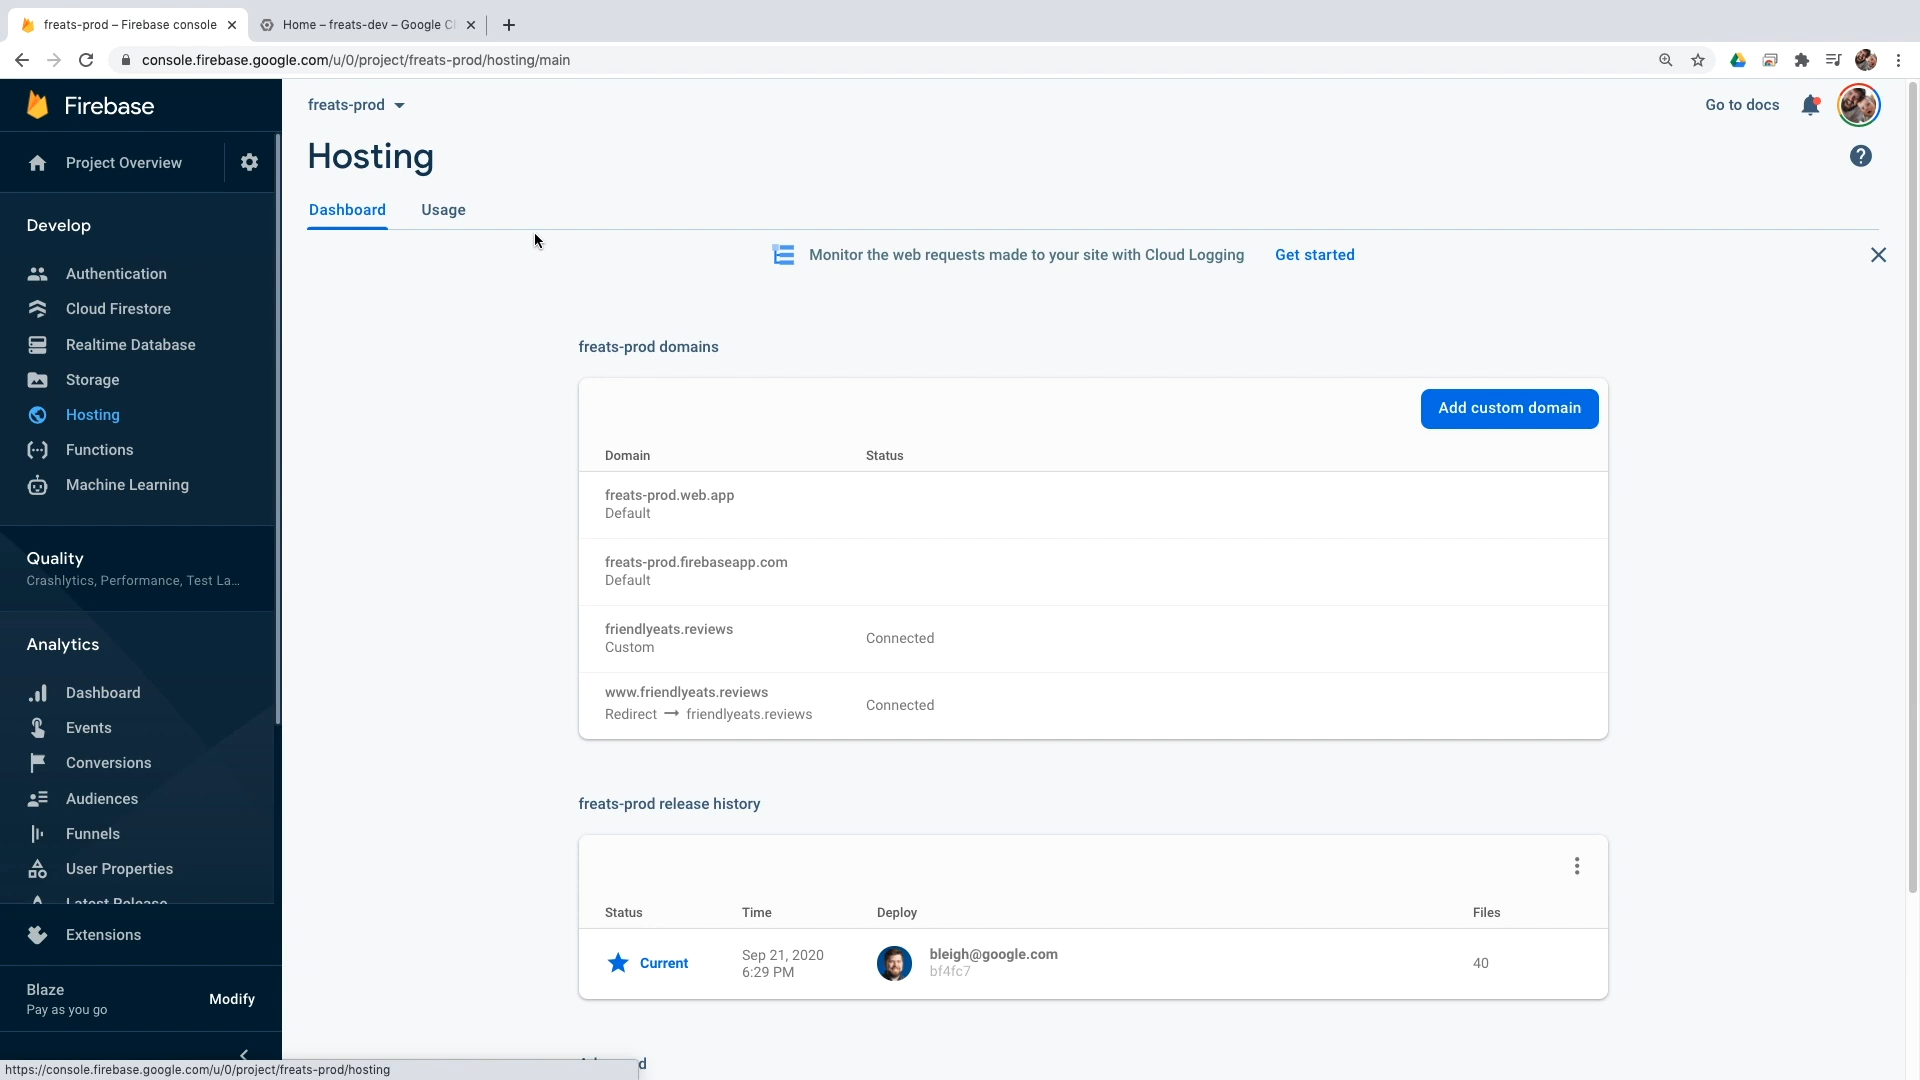 freats-prod – Firebase console
Home – freats-dev – Google Cl
console.firebase.google.com/u/0/project/freats-prod/hosting/main
Firebase
Project Overview
Develop
Authentication
Cloud Firestore
Realtime Database
Storage
Hosting
Functions
Machine Learning
Quality
Crashlytics, Performance, Test La...
Analytics
Dashboard
Events
Conversions
Audiences
Funnels
User Properties
Latest Release
Extensions
Blaze
Pay as you go
Modify
freats-prod
Go to docs
Hosting
Dashboard
Usage
Monitor the web requests made to your site with Cloud Logging
Get started
freats-prod domains
Add custom domain
Domain
Status
freats-prod.web.app
Default
freats-prod.firebaseapp.com
Default
friendlyeats.reviews
Custom
Connected
www.friendlyeats.reviews
Redirect → friendlyeats.reviews
Connected
freats-prod release history
Status
Time
Deploy
Files
Current
Sep 21, 2020
6:29 PM
bleigh@google.com
bf4fc7
40
https://console.firebase.google.com/u/0/project/freats-prod/hosting